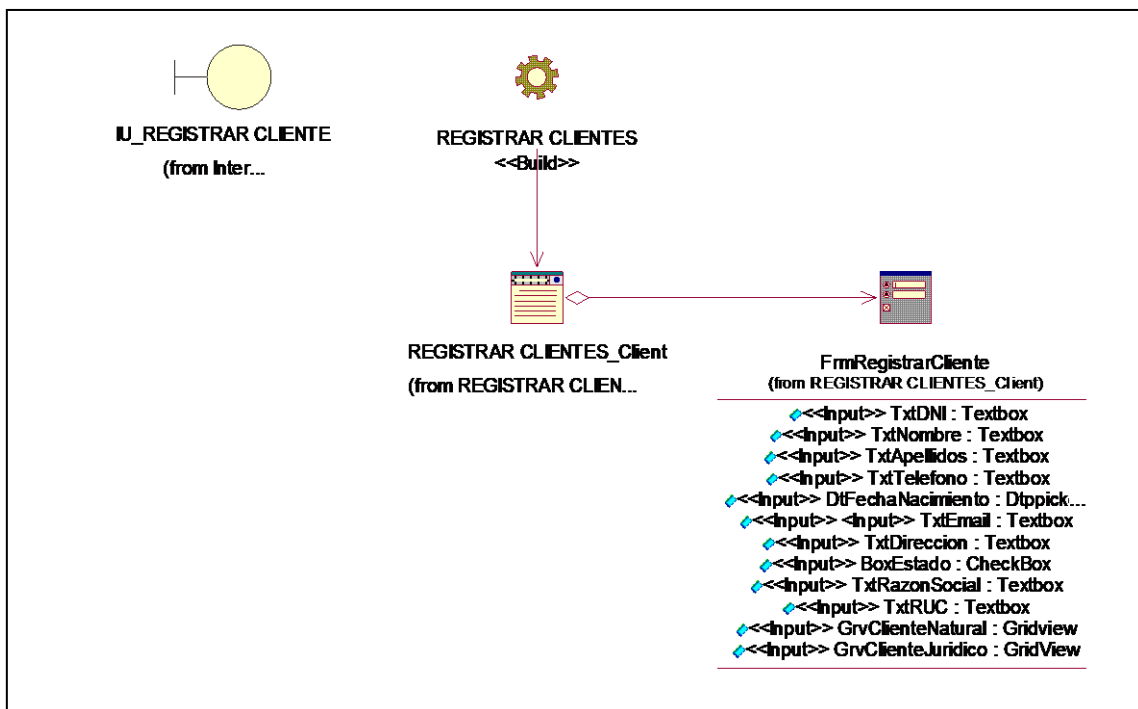 IU_REGISTRAR CLIENTE
(from Inter...
REGISTRAR CLIENTES
<<Build>>
REGISTRAR CLIENTES_Client
(from REGISTRAR CLIEN...
FrmRegistrarCliente
(from REGISTRAR CLIENTES_Client)
<<Input>> TxtDNI : Textbox
<<Input>> TxtNombre : Textbox
<<Input>> TxtApellidos : Textbox
<<Input>> TxtTelefono : Textbox
<<Input>> DtFechaNacimiento : Dtppick...
<<Input>> <Input>> TxtEmail : Textbox
<<Input>> TxtDireccion : Textbox
<<Input>> BoxEstado : CheckBox
<<Input>> TxtRazonSocial : Textbox
<<Input>> TxtRUC : Textbox
<<Input>> GrvClienteNatural : Gridview
<<Input>> GrvClienteJuridico : GridView